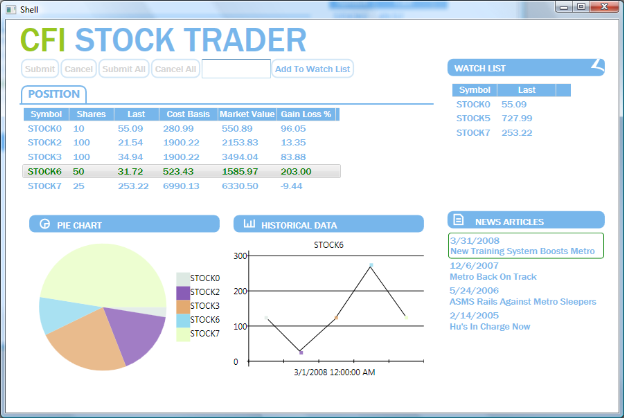 Shell
CFI STOCK TRADER
Submit Cancel Submit All Cancel All Add To Watch List
POSITION
Symbol Shares Last Cost Basis Market Value Gain Loss %
STOCK0 10 55.09 280.99 550.89 96.05
STOCK2 100 21.54 1900.22 2153.83 13.35
STOCK3 100 34.94 1900.22 3494.04 83.88
STOCK6 50 31.72 523.43 1585.97 203.00
STOCK7 25 253.22 6990.13 6330.50 -9.44
WATCH LIST
Symbol Last
STOCK0 55.09
STOCK5 727.99
STOCK7 253.22
PIE CHART
STOCK0
STOCK2
STOCK3
STOCK6
STOCK7
HISTORICAL DATA
STOCK6
300
200
100
0
3/1/2008 12:00:00 AM
NEWS ARTICLES
3/31/2008
New Training System Boosts Metro
12/6/2007
Metro Back On Track
5/24/2006
ASMS Rails Against Metro Sleepers
2/14/2005
Hu's In Charge Now